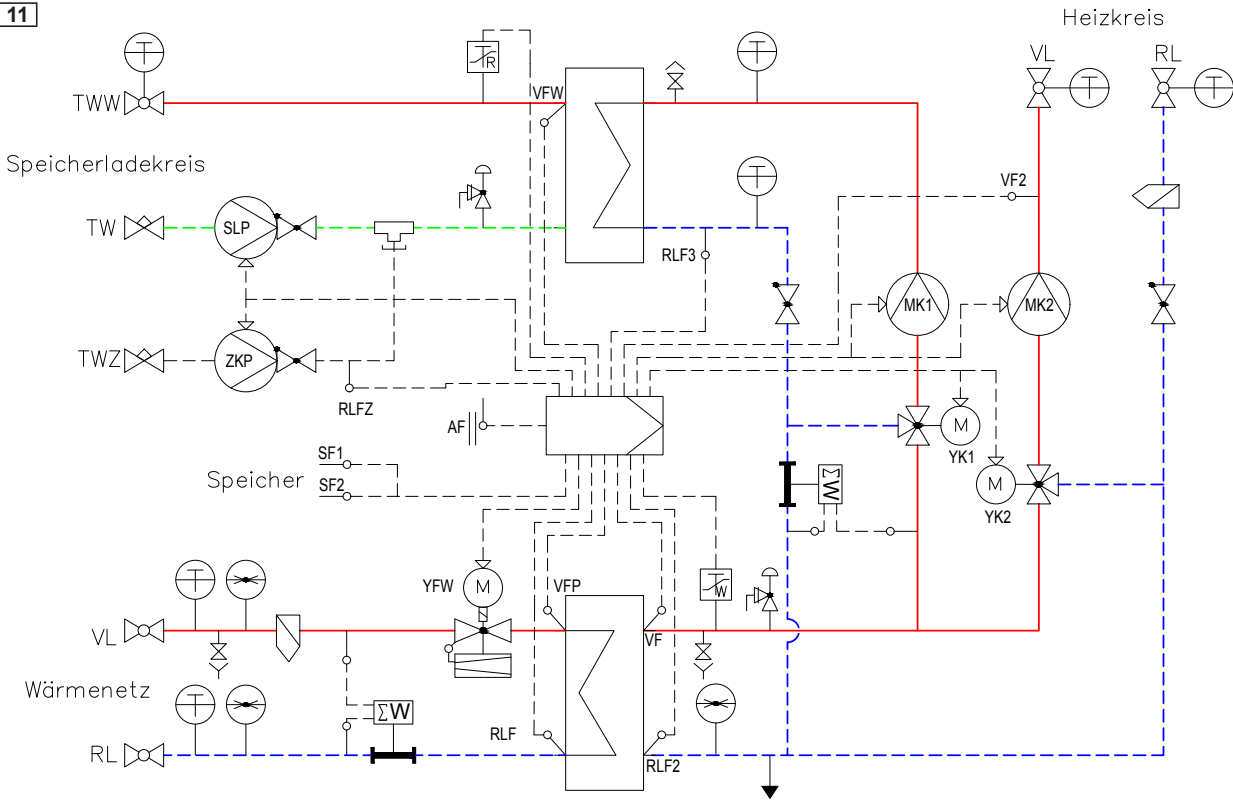 11
Heizkreis
VL
RL
T
T
T
T
R
TWW
VFW
Speicherladekreis
T
VF2
TW
SLP
RLF3
MK1
MK2
TWZ
ZKP
RLFZ
AF
M
YK1
SF1
Speicher
SF2
ΣW
M
YK2
T
YFW
M
VFP
T
W
VL
VF
Wärmenetz
T
ΣW
RLF
RL
RLF2